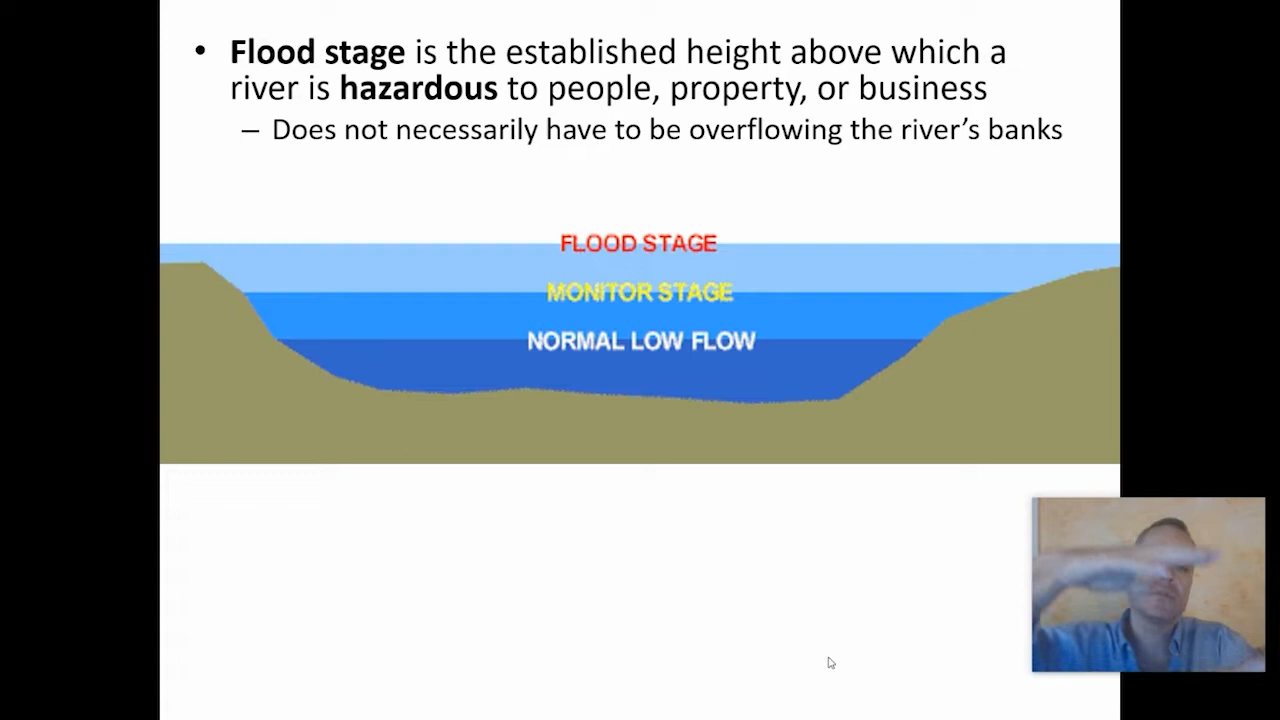 • Flood stage is the established height above which a
river is hazardous to people, property, or business
– Does not necessarily have to be overflowing the river's banks
FLOOD STAGE
MONITOR STAGE
NORMAL LOW FLOW